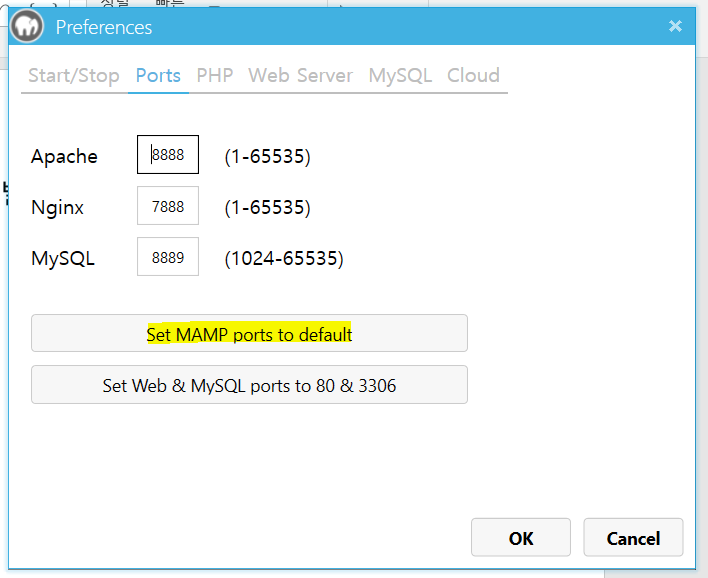 Preferences
Start/Stop Ports PHP Web Server MySQL Cloud
Apache 8888 (1-65535)
Nginx 7888 (1-65535)
MySQL 8889 (1024-65535)
Set MAMP ports to default
Set Web & MySQL ports to 80 & 3306
OK Cancel